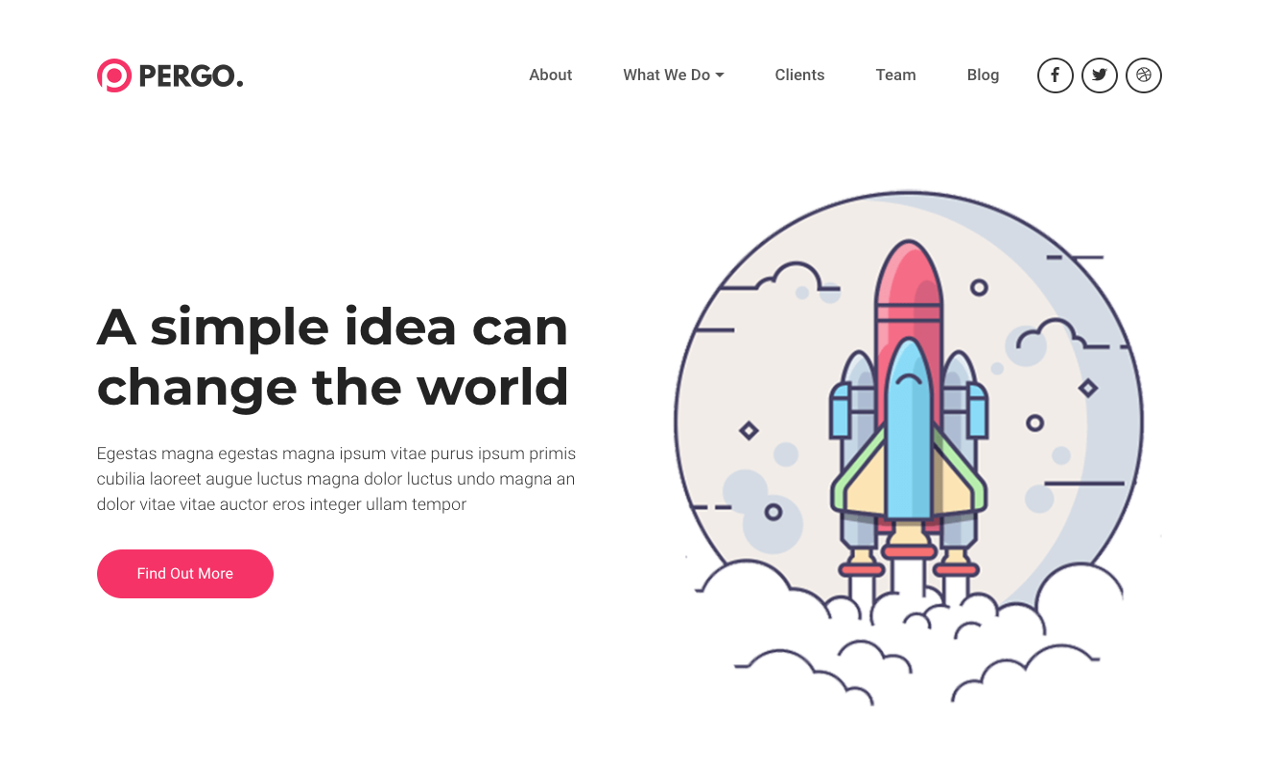 PERGO.
About
What We Do
Clients
Team
Blog
A simple idea can
change the world
Egestas magna egestas magna ipsum vitae purus ipsum primis
cubilia laoreet augue luctus magna dolor luctus undo magna an
dolor vitae vitae auctor eros integer ullam tempor
Find Out More